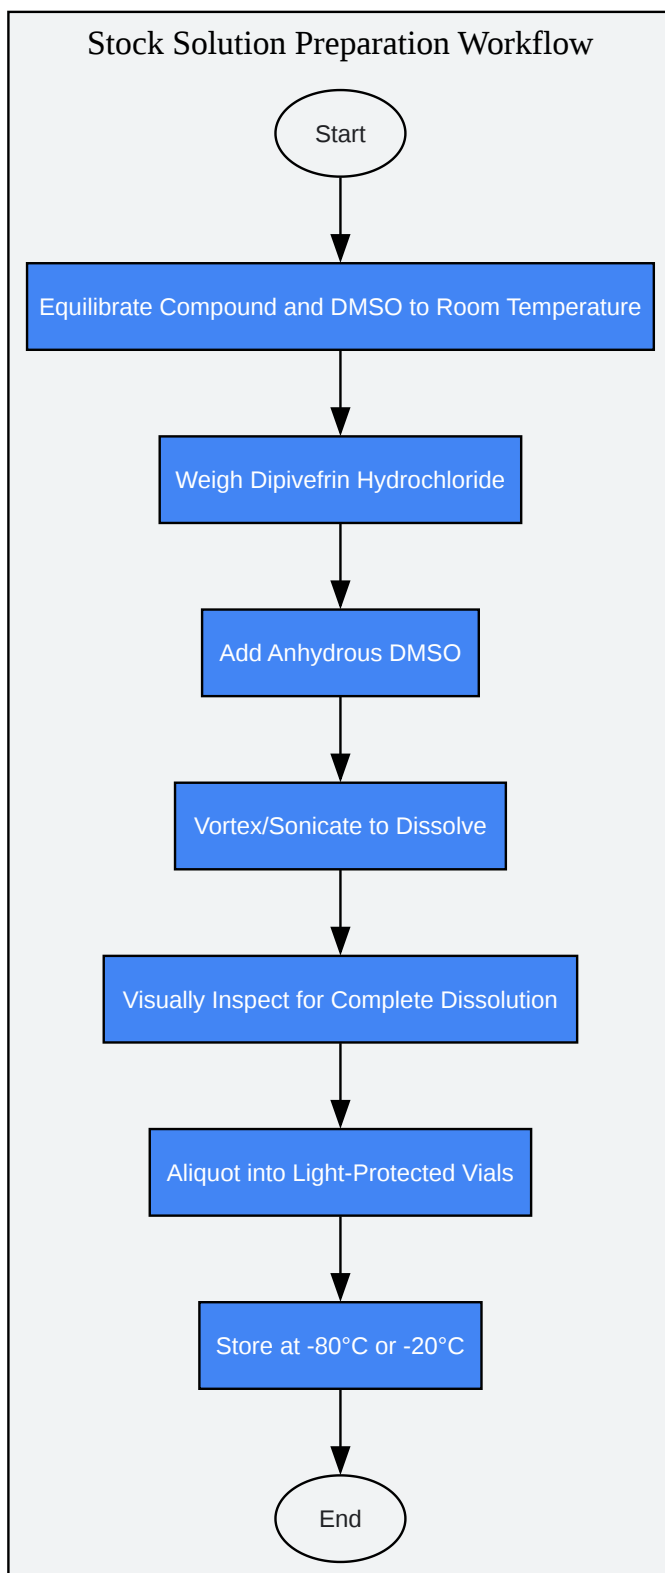 Stock Solution Preparation Workflow
Start
Equilibrate Compound and DMSO to Room Temperature
Weigh Dipivefrin Hydrochloride
Add Anhydrous DMSO
Vortex/Sonicate to Dissolve
Visually Inspect for Complete Dissolution
Aliquot into Light-Protected Vials
Store at -80°C or -20°C
End